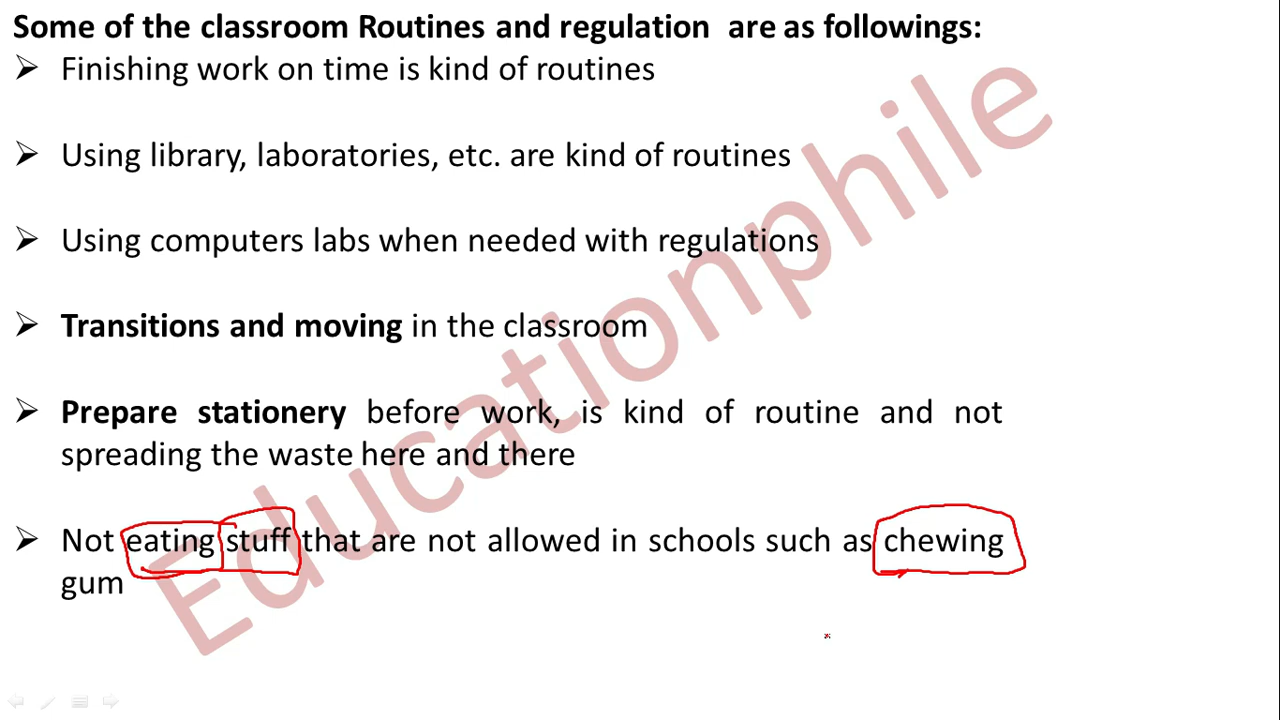 Some of the classroom Routines and regulation are as followings:
➢ Finishing work on time is kind of routines
➢ Using library, laboratories, etc. are kind of routines
➢ Using computers labs when needed with regulations
➢ Transitions and moving in the classroom
➢ Prepare stationery before work, is kind of routine and not
spreading the waste here and there
➢ Not eating stuff that are not allowed in schools such as chewing
gum
Educationphile